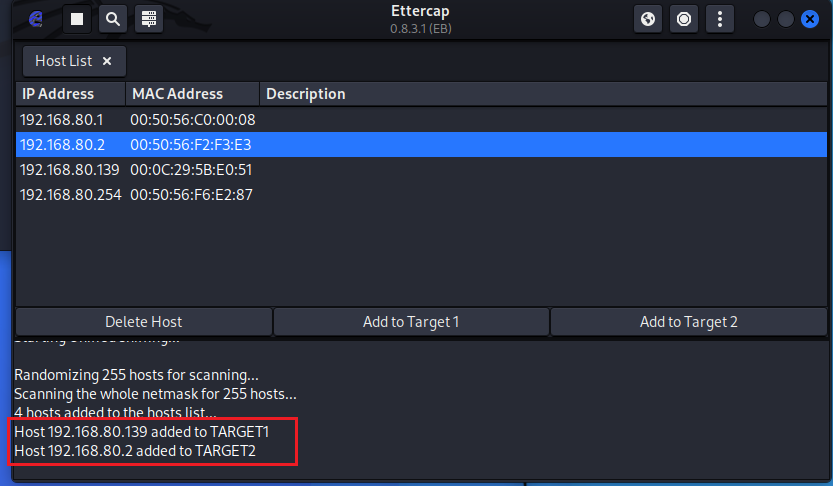 Ettercap
0.8.3.1 (EB)
Host List ×
IP Address MAC Address Description
192.168.80.1 00:50:56:C0:00:08
192.168.80.2 00:50:56:F2:F3:E3
192.168.80.139 00:0C:29:5B:E0:51
192.168.80.254 00:50:56:F6:E2:87
Delete Host Add to Target 1 Add to Target 2
Randomizing 255 hosts for scanning...
Scanning the whole netmask for 255 hosts...
4 hosts added to the hosts list...
Host 192.168.80.139 added to TARGET1
Host 192.168.80.2 added to TARGET2